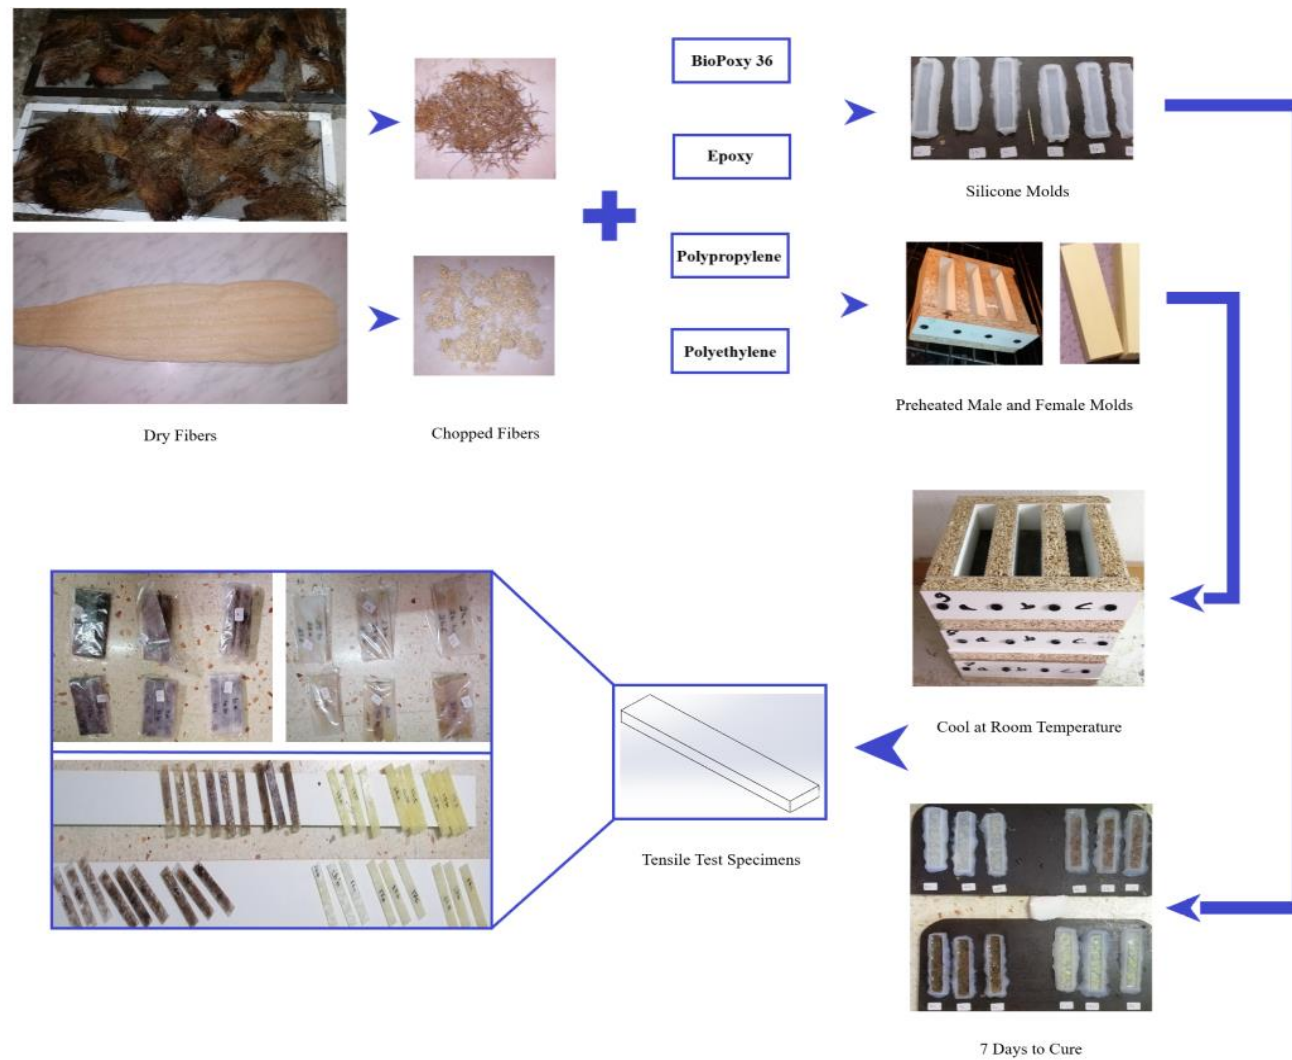 BioPoxy 36
Epoxy
Polypropylene
Polyethylene
Silicone Molds
Preheated Male and Female Molds
Dry Fibers
Chopped Fibers
g a b c
Cool at Room Temperature
Tensile Test Specimens
7 Days to Cure